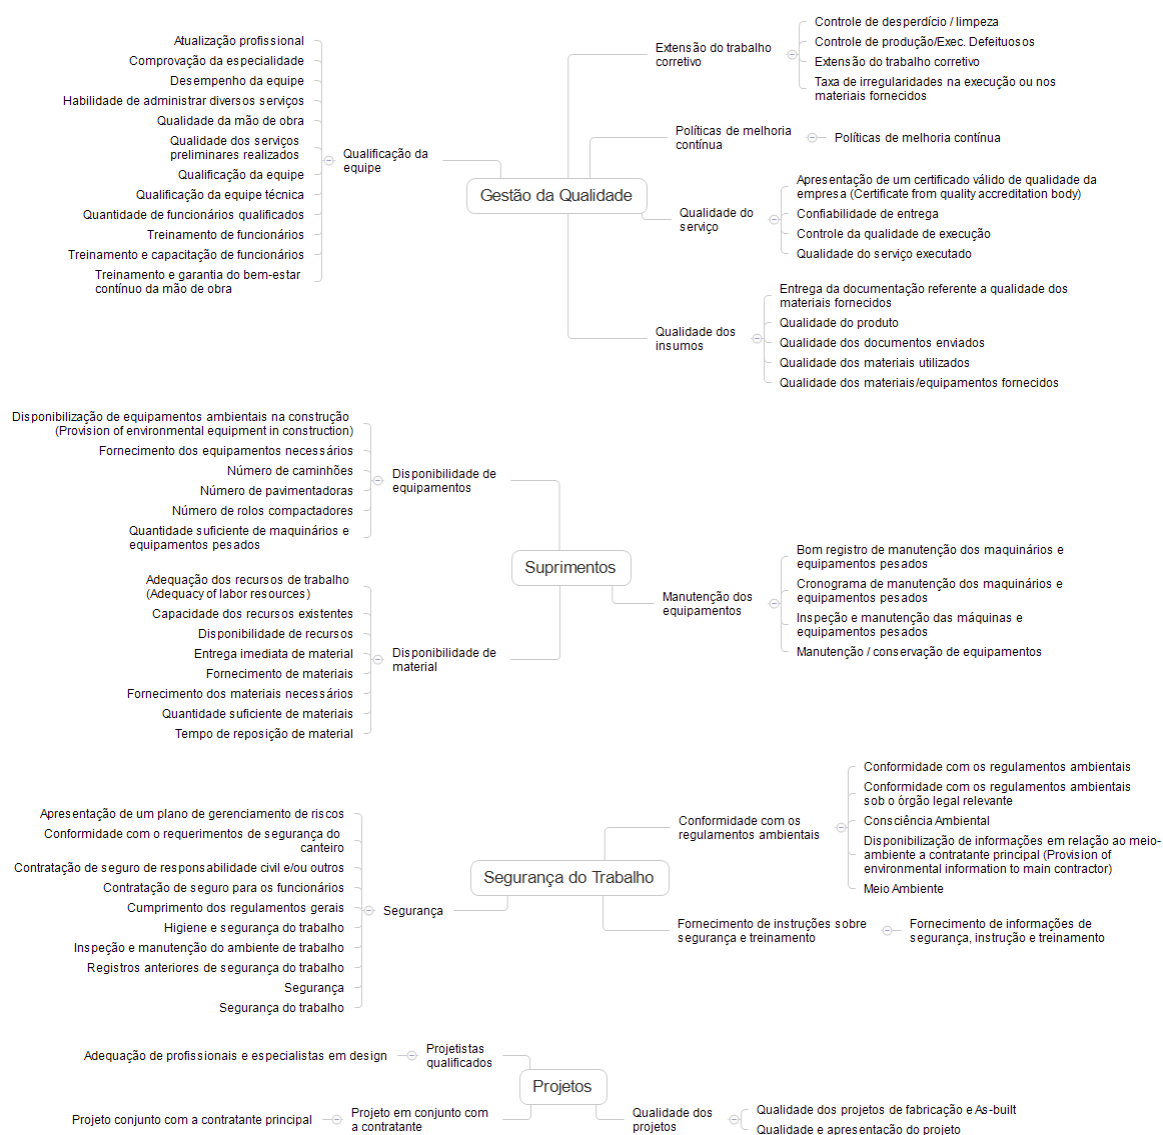 Atualização profissional
Comprovação da especialidade
Desempenho da equipe
Habilidade de administrar diversos serviços
Qualidade da mão de obra
Qualidade dos serviços
preliminares realizados
Qualificação da equipe
Qualificação da equipe técnica
Quantidade de funcionários qualificados
Treinamento de funcionários
Treinamento e capacitação de funcionários
Treinamento e garantia do bem-estar
contínuo da mão de obra
Qualificação da
equipe
Gestão da Qualidade
Extensão do trabalho
corretivo
Controle de desperdício / limpeza
Controle de produção/Exec. Defeituosos
Extensão do trabalho corretivo
Taxa de irregularidades na execução ou nos
materiais fornecidos
Políticas de melhoria
contínua
Políticas de melhoria contínua
Qualidade do
serviço
Apresentação de um certificado válido de qualidade da
empresa (Certificate from quality accreditation body)
Confiabilidade de entrega
Controle da qualidade de execução
Qualidade do serviço executado
Qualidade dos
insumos
Entrega da documentação referente a qualidade dos
materiais fornecidos
Qualidade do produto
Qualidade dos documentos enviados
Qualidade dos materiais utilizados
Qualidade dos materiais/equipamentos fornecidos
Disponibilização de equipamentos ambientais na construção
(Provision of environmental equipment in construction)
Fornecimento dos equipamentos necessários
Número de caminhões
Número de pavimentadoras
Número de rolos compactadores
Quantidade suficiente de maquinários e
equipamentos pesados
Disponibilidade de
equipamentos
Adequação dos recursos de trabalho
(Adequacy of labor resources)
Capacidade dos recursos existentes
Disponibilidade de recursos
Entrega imediata de material
Fornecimento de materiais
Fornecimento dos materiais necessários
Quantidade suficiente de materiais
Tempo de reposição de material
Disponibilidade de
material
Suprimentos
Manutenção dos
equipamentos
Bom registro de manutenção dos maquinários e
equipamentos pesados
Cronograma de manutenção dos maquinários e
equipamentos pesados
Inspeção e manutenção das máquinas e
equipamentos pesados
Manutenção / conservação de equipamentos
Apresentação de um plano de gerenciamento de riscos
Conformidade com o requerimentos de segurança do
canteiro
Contratação de seguro de responsabilidade civil e/ou outros
Contratação de seguro para os funcionários
Cumprimento dos regulamentos gerais
Higiene e segurança do trabalho
Inspeção e manutenção do ambiente de trabalho
Registros anteriores de segurança do trabalho
Segurança
Segurança do trabalho
Segurança
Segurança do Trabalho
Conformidade com os
regulamentos ambientais
Conformidade com os regulamentos ambientais
Conformidade com os regulamentos ambientais
sob o órgão legal relevante
Consciência Ambiental
Disponibilização de informações em relação ao meio-
ambiente a contratante principal (Provision of
environmental information to main contractor)
Meio Ambiente
Fornecimento de instruções sobre
segurança e treinamento
Fornecimento de informações de
segurança, instrução e treinamento
Adequação de profissionais e especialistas em design
Projetistas
qualificados
Projeto conjunto com a contratante principal
Projeto em conjunto com
a contratante
Projetos
Qualidade dos
projetos
Qualidade dos projetos de fabricação e As-built
Qualidade e apresentação do projeto